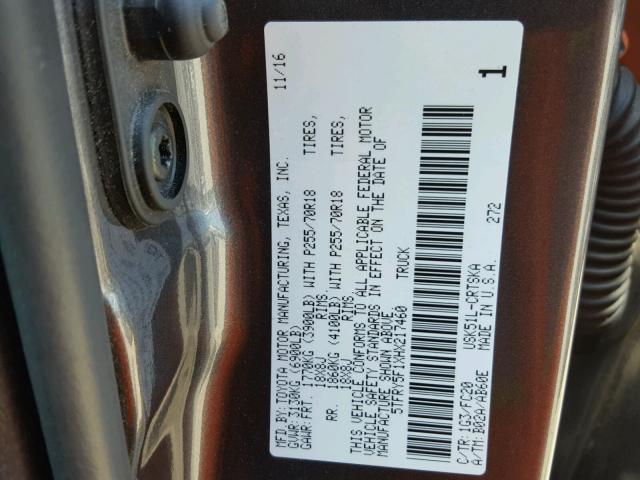 MFD.BY: TOYOTA MOTOR MANUFACTURING, TEXAS, INC. 11/16
GVWR: 3130KG (6900LB)
GAWR: FRT. 1770KG (3900LB) WITH P255/70R18 TIRES,
18X8J RIMS,
RR. 1860KG (4100LB) WITH P255/70R18 TIRES,
18X8J RIMS,
THIS VEHICLE CONFORMS TO ALL APPLICABLE FEDERAL MOTOR
VEHICLE SAFETY STANDARDS IN EFFECT ON THE DATE OF
MANUFACTURE SHOWN ABOVE.
5TFRY5F1XHX217460 TRUCK
C/TR: 1G3/FC20 USK51L-CRTSKA 272
A/TM: B02A/AB60E MADE IN U.S.A.
1